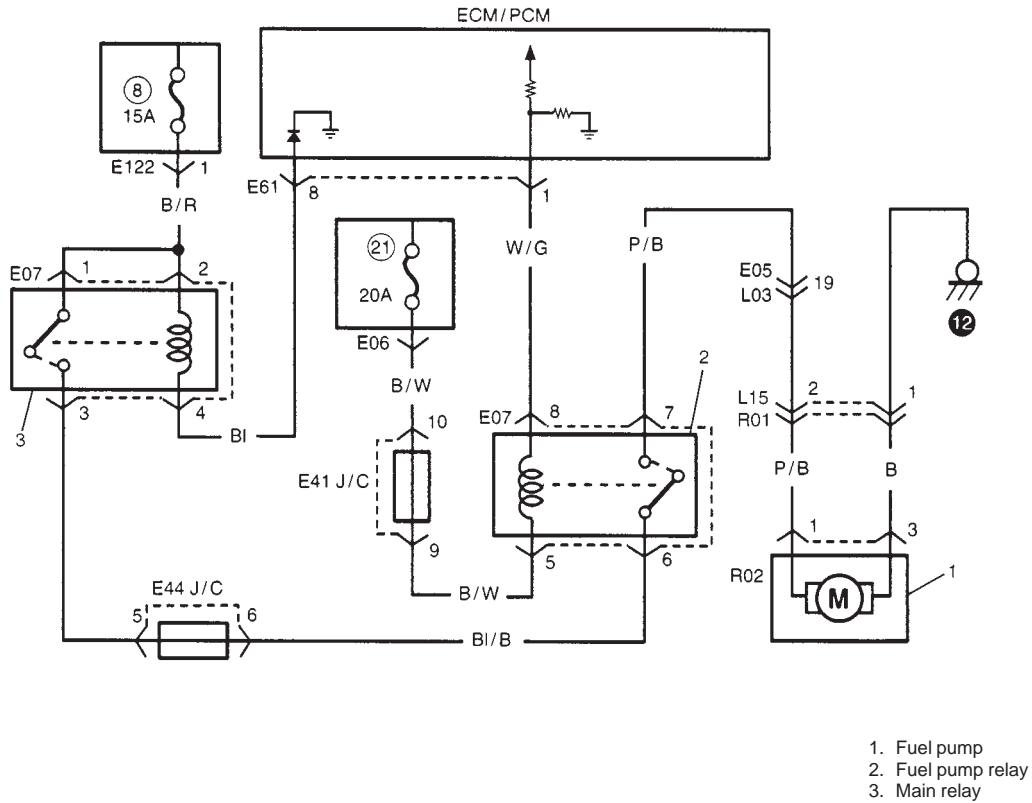 ECM/PCM
8
15A
E122 1
B/R
E61 8
1
21
20A
E06
W/G
P/B
E05
L03
19
12
E07 1 2
B/W
2
3
3 4
Bl
10
E07 8 7
L15 2 1
R01
E41 J/C
P/B
B
9
5 6
1 3
E44 J/C
5 6
B/W
R02
M
1
Bl/B
1. Fuel pump
2. Fuel pump relay
3. Main relay